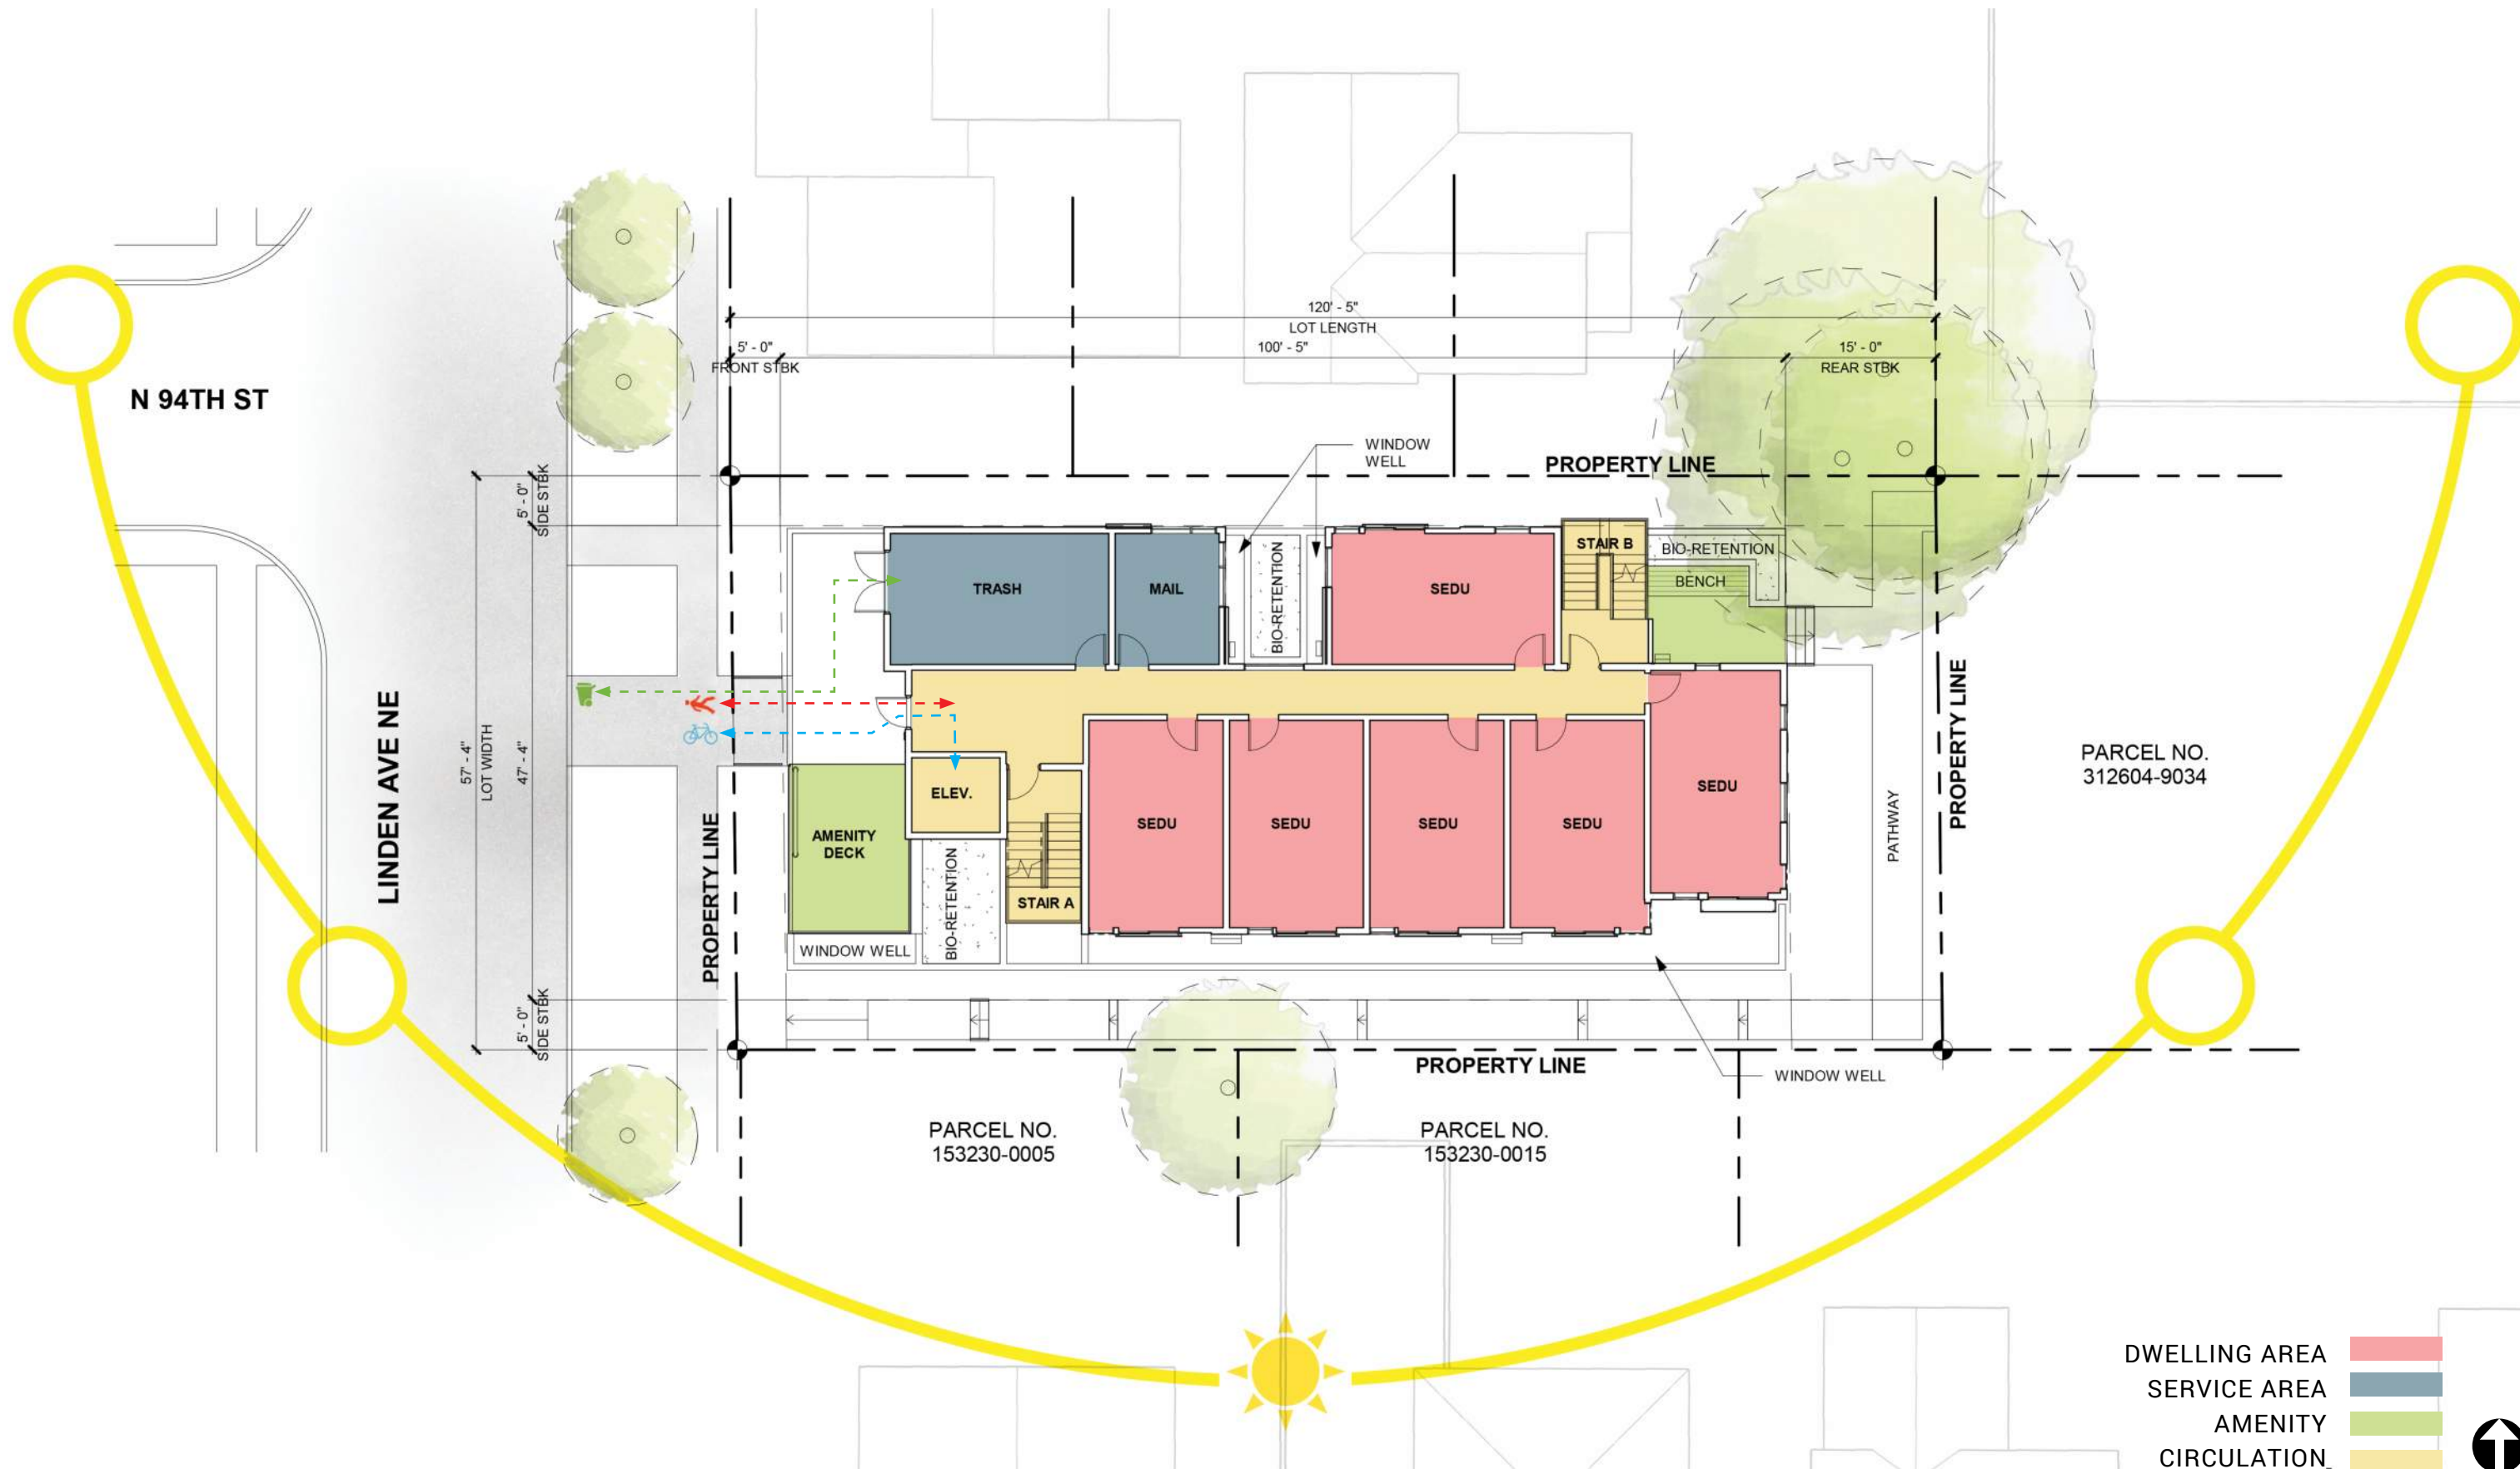 120' - 5"
LOT LENGTH
5' - 0"
FRONT STBK
100' - 5"
15' - 0"
REAR STBK
N 94TH ST
WINDOW
WELL
PROPERTY LINE
5' - 0"
SIDE STBK
STAIR B
BIO-RETENTION
BENCH
TRASH
MAIL
BIO-RETENTION
SEDU
LINDEN AVE NE
57' - 4"
LOT WIDTH
47' - 4"
PROPERTY LINE
PARCEL NO.
312604-9034
ELEV.
SEDU
AMENITY
DECK
SEDU
SEDU
SEDU
SEDU
PATHWAY
PROPERTY LINE
BIO-RETENTION
STAIR A
WINDOW WELL
5' - 0"
SIDE STBK
PROPERTY LINE
WINDOW WELL
PARCEL NO.
153230-0005
PARCEL NO.
153230-0015
DWELLING AREA
SERVICE AREA
AMENITY
CIRCULATION